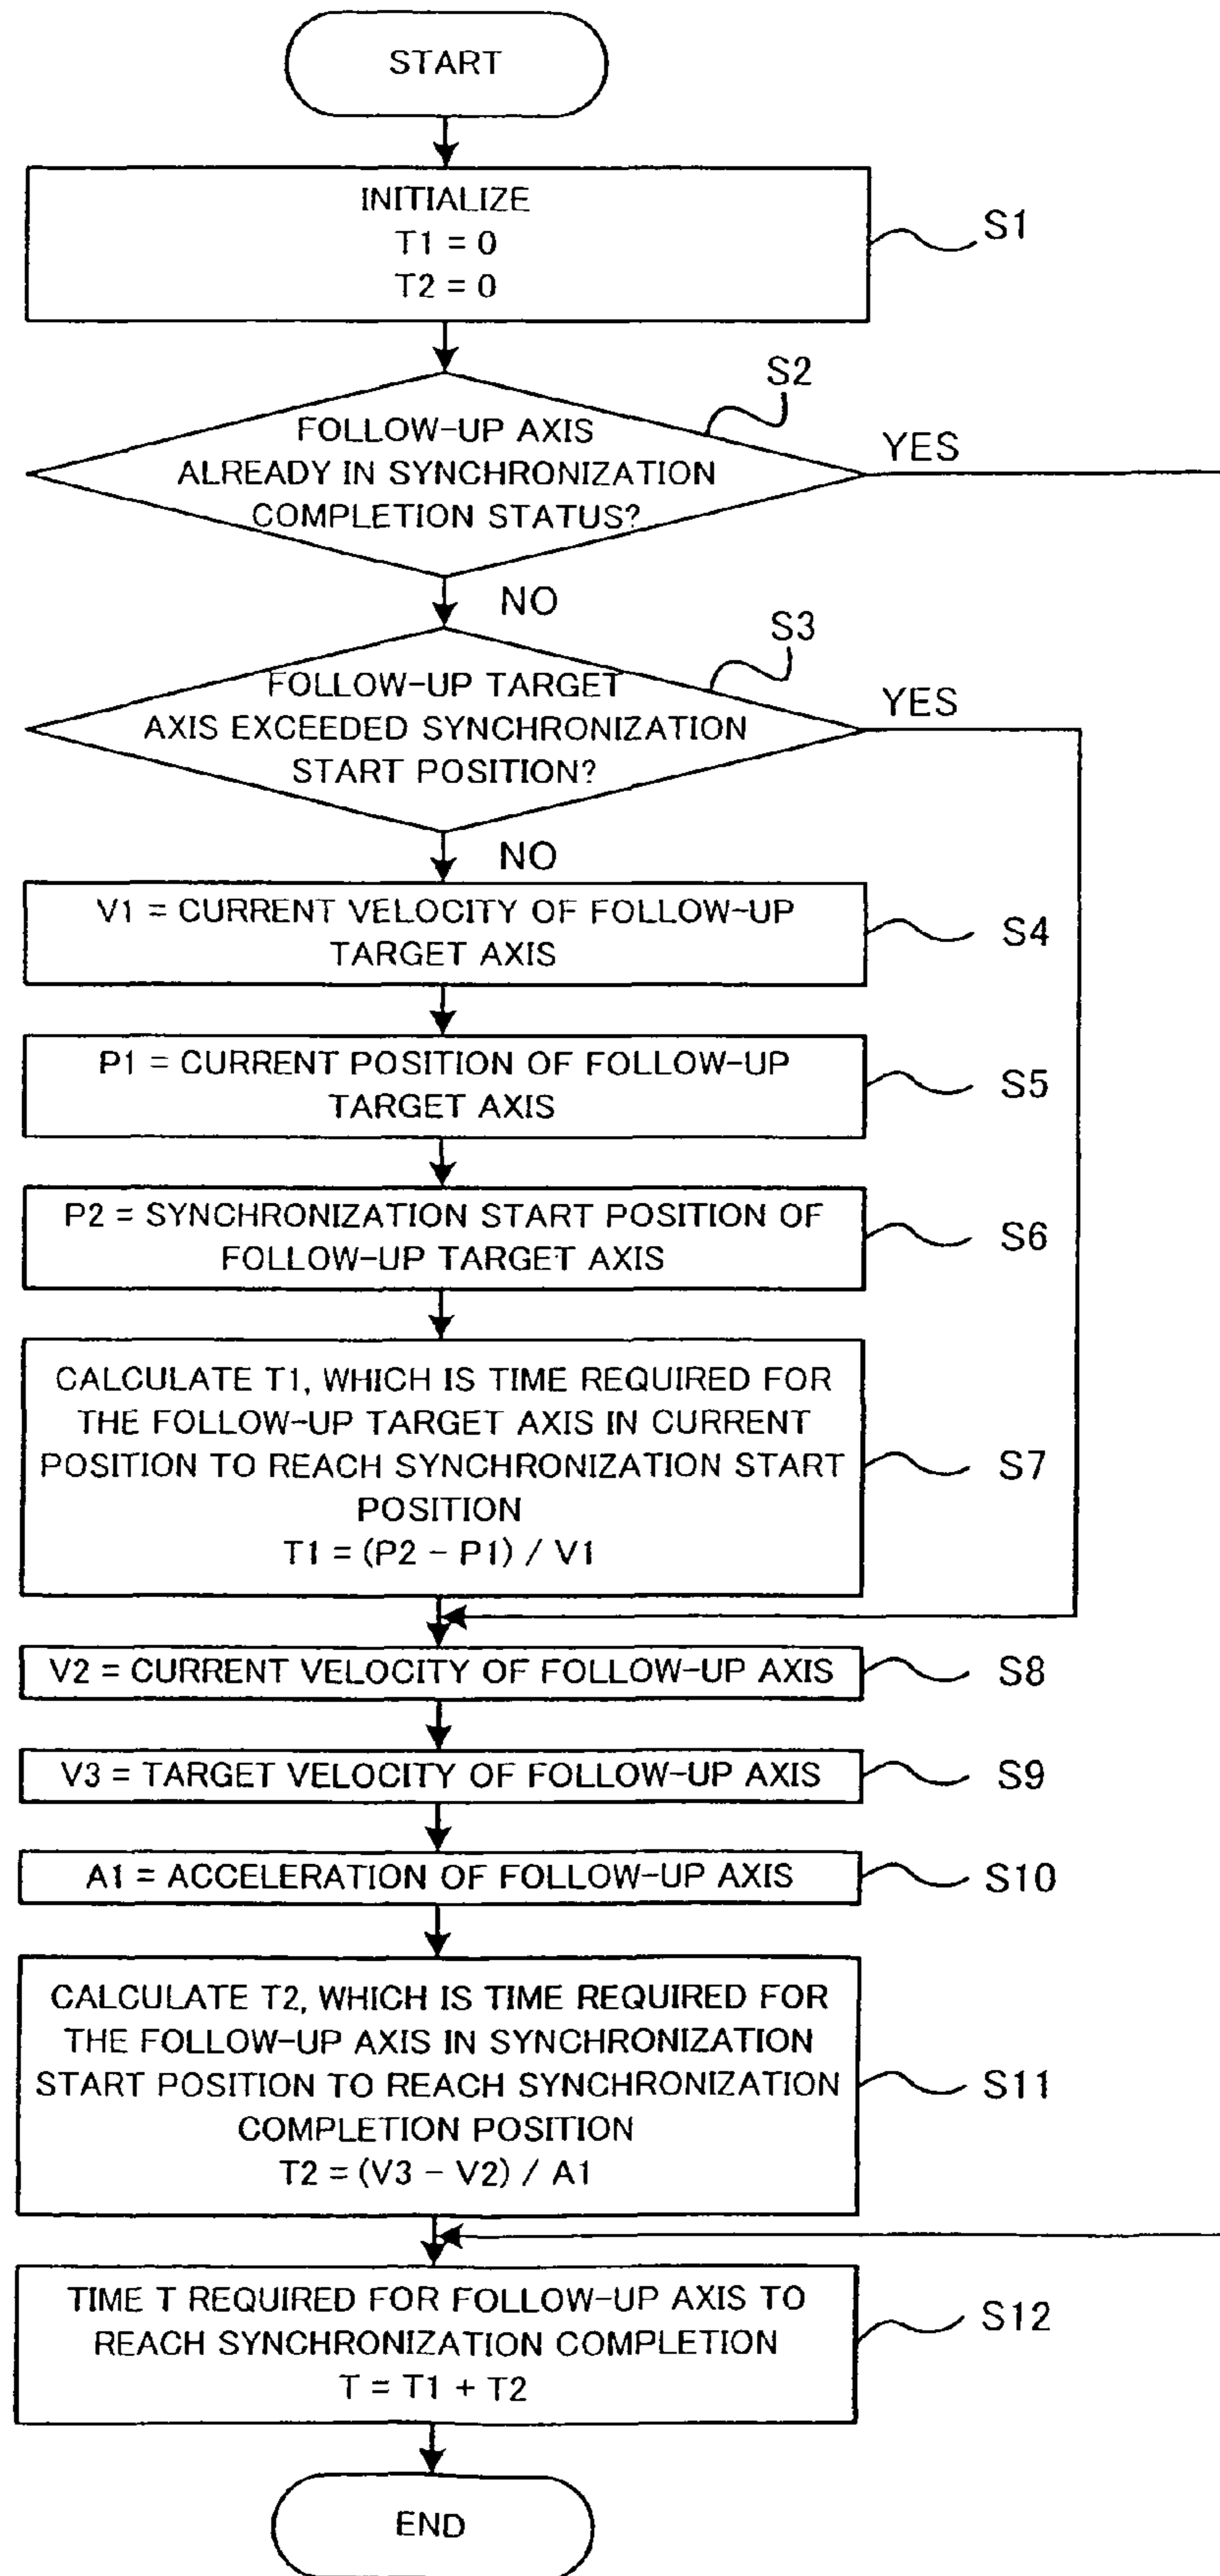 START
INITIALIZE
T1 = 0
T2 = 0
S1
S2
FOLLOW-UP AXIS
ALREADY IN SYNCHRONIZATION
COMPLETION STATUS?
YES
NO
S3
FOLLOW-UP TARGET
AXIS EXCEEDED SYNCHRONIZATION
START POSITION?
YES
NO
V1 = CURRENT VELOCITY OF FOLLOW-UP
TARGET AXIS
S4
P1 = CURRENT POSITION OF FOLLOW-UP
TARGET AXIS
S5
P2 = SYNCHRONIZATION START POSITION OF
FOLLOW-UP TARGET AXIS
S6
CALCULATE T1, WHICH IS TIME REQUIRED FOR
THE FOLLOW-UP TARGET AXIS IN CURRENT
POSITION TO REACH SYNCHRONIZATION START
POSITION
T1 = (P2 - P1) / V1
S7
V2 = CURRENT VELOCITY OF FOLLOW-UP AXIS
S8
V3 = TARGET VELOCITY OF FOLLOW-UP AXIS
S9
A1 = ACCELERATION OF FOLLOW-UP AXIS
S10
CALCULATE T2, WHICH IS TIME REQUIRED FOR
THE FOLLOW-UP AXIS IN SYNCHRONIZATION
START POSITION TO REACH SYNCHRONIZATION
COMPLETION POSITION
T2 = (V3 - V2) / A1
S11
TIME T REQUIRED FOR FOLLOW-UP AXIS TO
REACH SYNCHRONIZATION COMPLETION
T = T1 + T2
S12
END